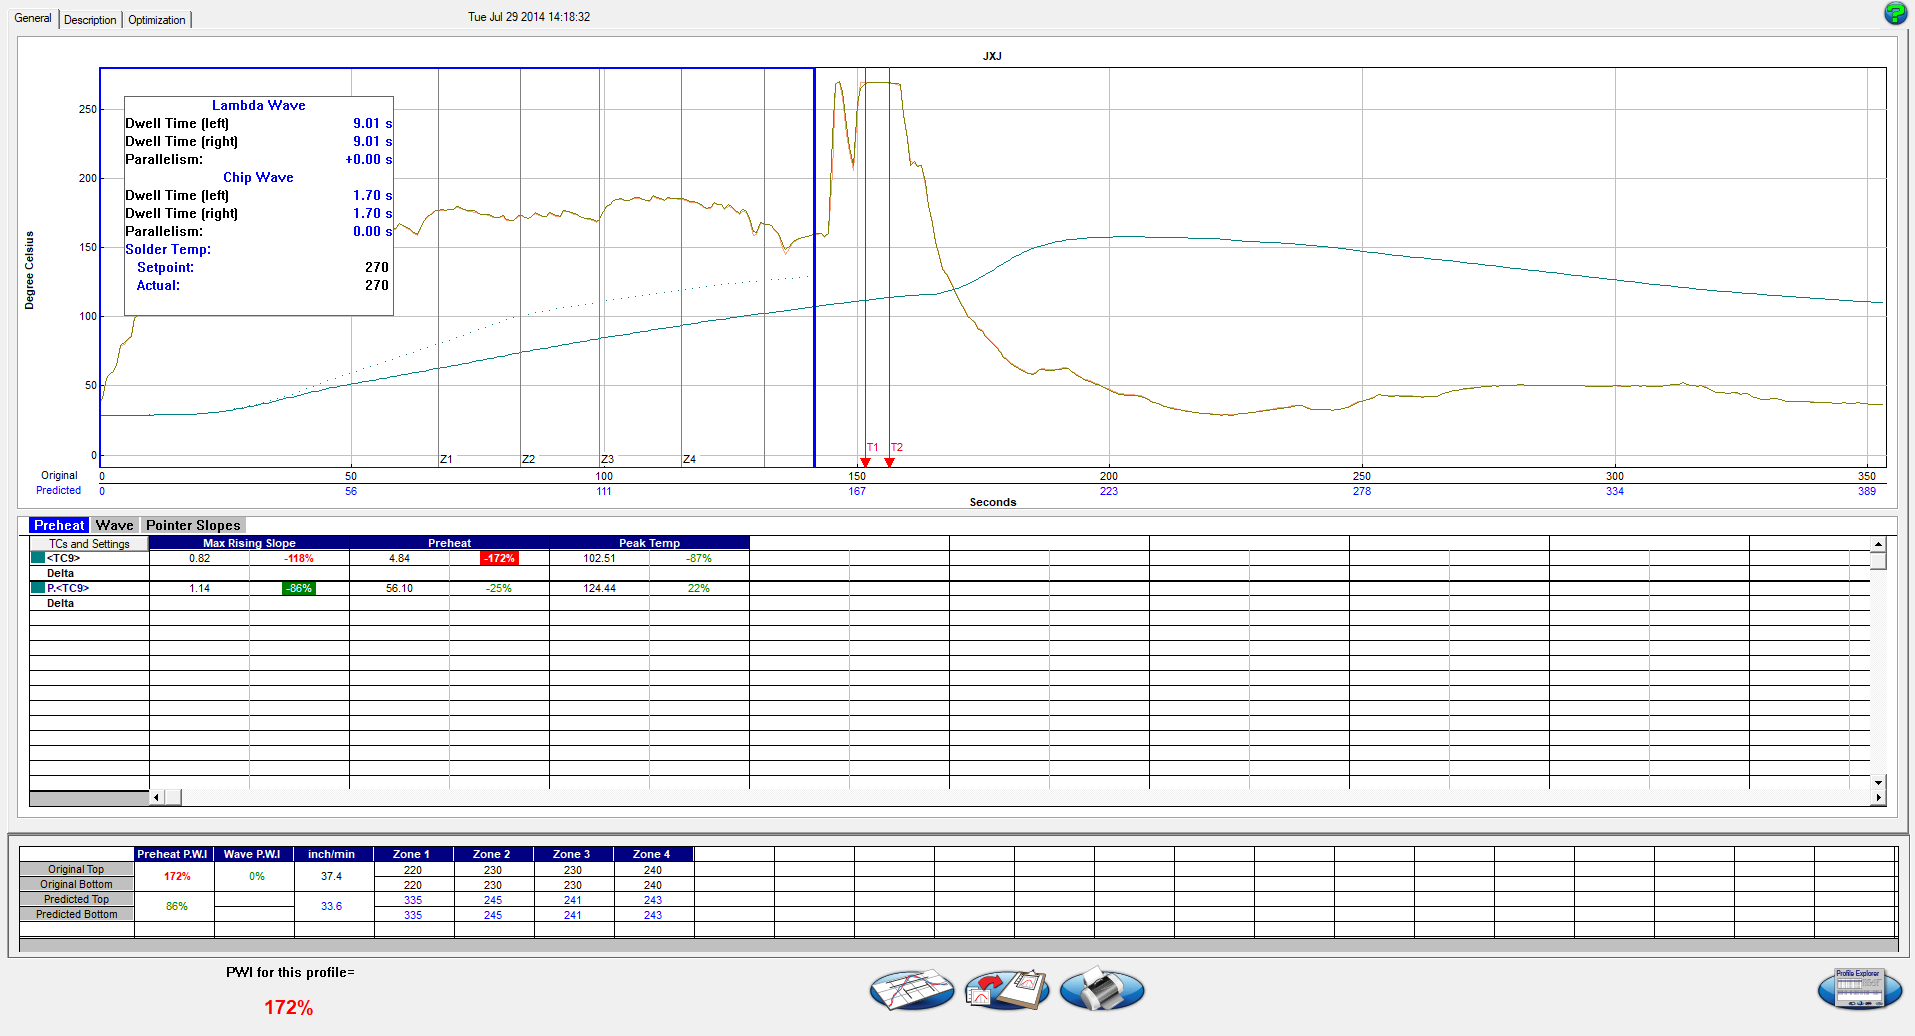 General Description Optimization
Tue Jul 29 2014 14:18:32
?
JXJ
Degree Celsius
250
200
150
100
50
0
Lambda Wave
Dwell Time (left) 9.01 s
Dwell Time (right) 9.01 s
Parallelism: +0.00 s
Chip Wave
Dwell Time (left) 1.70 s
Dwell Time (right) 1.70 s
Parallelism: 0.00 s
Solder Temp:
Setpoint: 270
Actual: 270
T1 T2
Z1 Z2 Z3 Z4
Original 0 50 100 150 200 250 300 350
Predicted 0 56 111 167 223 278 334 389
Seconds
Preheat Wave Pointer Slopes
TCs and Settings Max Rising Slope Preheat Peak Temp
<TC9> 0.82 -118% 4.84 -172% 102.51 -87%
Delta
P.<TC9> 1.14 -86% 56.10 -25% 124.44 22%
Delta
Preheat P.W.I Wave P.W.I inch/min Zone 1 Zone 2 Zone 3 Zone 4
Original Top 172% 0% 37.4 220 230 230 240
Original Bottom 220 230 230 240
Predicted Top 86% 33.6 335 245 241 243
Predicted Bottom 335 245 241 243
PWI for this profile=
172%
Profile Explorer